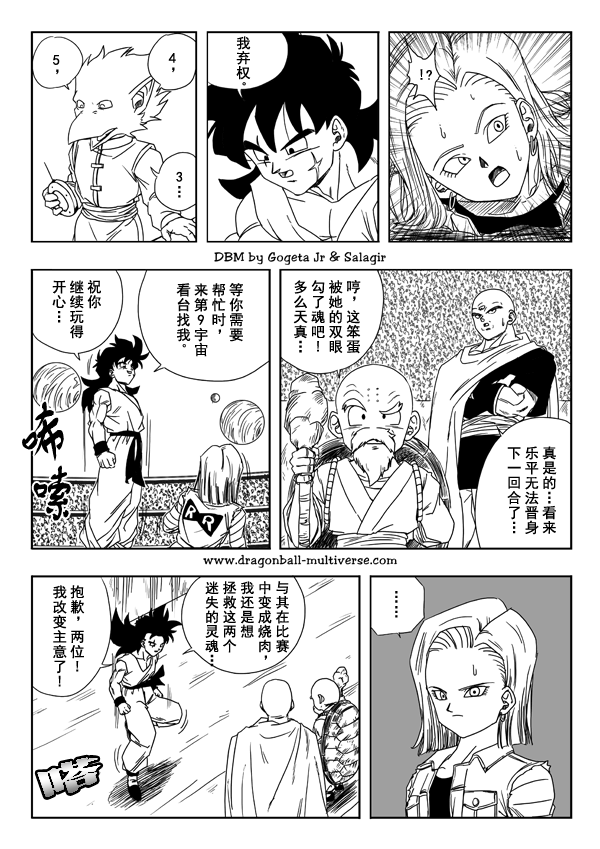 5,
4,
3…
我弃权。
!?
DBM by Gogeta Jr & Salagir
祝你
继续玩得
开心…
等你需要
帮忙时,
来第9宇宙
看台找我。
唏嗦
RR
哼,这笨蛋
被她的双眼
勾了魂吧!
多么天真…
真是的…看来
乐平无法晋身
下一回合了…
www.dragonball-multiverse.com
抱歉,两位!
我改变主意了!
与其在比赛
中变成烧肉,
我还是想
拯救这两个
迷失的灵魂…
嗒
……